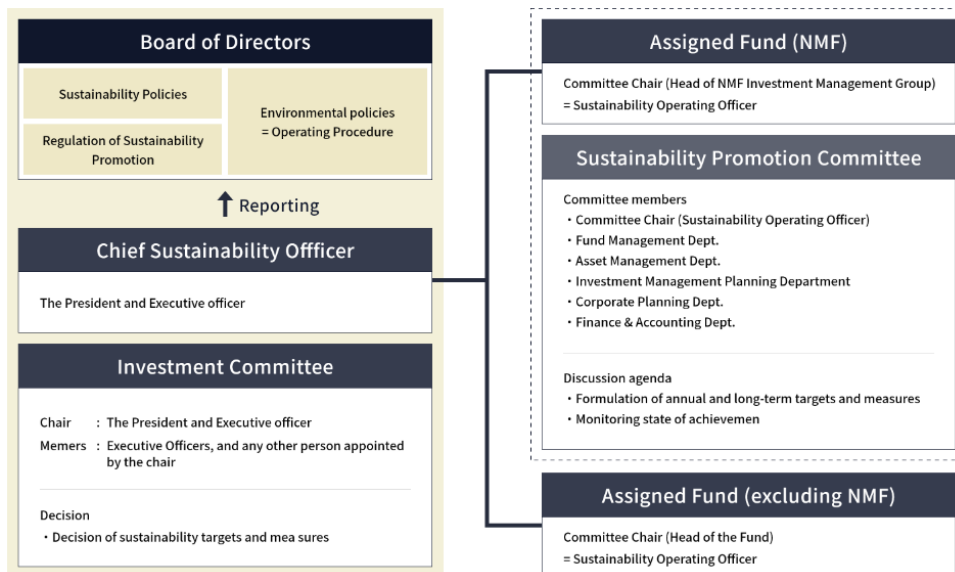 Board of Directors
Sustainability Policies
Regulation of Sustainability
Promotion
Environmental policies
= Operating Procedure
Reporting
Chief Sustainability Offficer
The President and Executive officer
Investment Committee
Chair : The President and Executive officer
Memers : Executive Officers, and any other person appointed
by the chair
Decision
・Decision of sustainability targets and mea sures
Assigned Fund (NMF)
Committee Chair (Head of NMF Investment Management Group)
= Sustainability Operating Officer
Sustainability Promotion Committee
Committee members
・Committee Chair (Sustainability Operating Officer)
・Fund Management Dept.
・Asset Management Dept.
・Investment Management Planning Department
・Corporate Planning Dept.
・Finance & Accounting Dept.
Discussion agenda
・Formulation of annual and long-term targets and measures
・Monitoring state of achievemen
Assigned Fund (excluding NMF)
Committee Chair (Head of the Fund)
= Sustainability Operating Officer